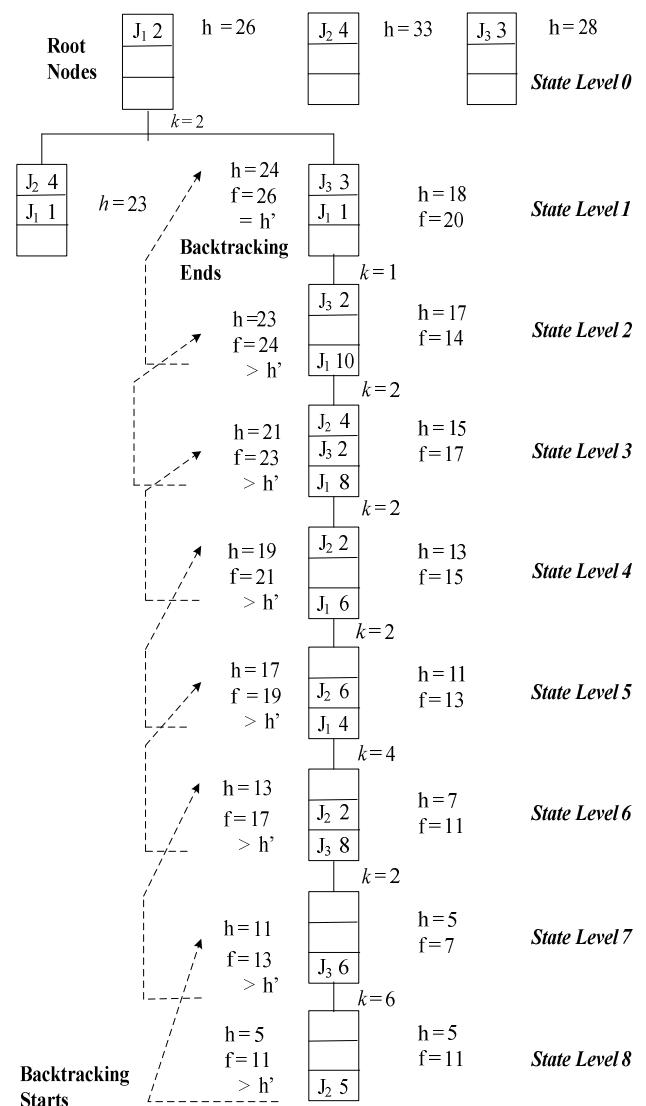 Root Nodes
J₁ 2
h = 26
J₂ 4
h = 33
J₃ 3
h = 28
State Level 0
k = 2
J₂ 4
J₁ 1
h = 23
h = 24
f = 26
= h'
Backtracking Ends
J₃ 3
J₁ 1
h = 18
f = 20
State Level 1
k = 1
h =23
f = 24
> h'
J₃ 2
J₁ 10
h = 17
f = 14
State Level 2
k = 2
h = 21
f = 23
> h'
J₂ 4
J₃ 2
J₁ 8
h = 15
f = 17
State Level 3
k = 2
h = 19
f = 21
> h'
J₂ 2
J₁ 6
h = 13
f = 15
State Level 4
k = 2
h = 17
f = 19
> h'
J₂ 6
J₁ 4
h = 11
f = 13
State Level 5
k = 4
h = 13
f = 17
> h'
J₂ 2
J₃ 8
h = 7
f = 11
State Level 6
k = 2
h = 11
f = 13
> h'
J₃ 6
h = 5
f = 7
State Level 7
k = 6
h = 5
f = 11
> h'
J₂ 5
h = 5
f = 11
State Level 8
Backtracking Starts